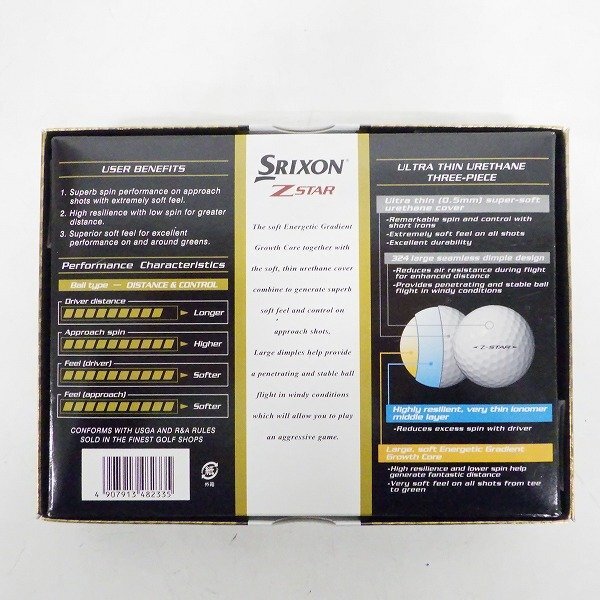 USER BENEFITS
1. Superb spin performance on approach
shots with extremely soft feel.
2. High resilience with low spin for greater
distance.
3. Superior soft feel for excellent
performance on and around greens.
Performance Characteristics
Ball type — DISTANCE & CONTROL
Driver distance
Longer
Approach spin
Higher
Feel (driver)
Softer
Feel (approach)
Softer
CONFORMS WITH USGA AND R&A RULES
SOLD IN THE FINEST GOLF SHOPS
4 907913 482335
紙
外箱
SRIXON
Z STAR
The soft Energetic Gradient
Growth Core together with
the soft, thin urethane cover
combine to generate superb
soft feel and control on
approach shots.
Large dimples help provide
a penetrating and stable ball
flight in windy conditions
which will allow you to play
an aggressive game.
ULTRA THIN URETHANE
THREE-PIECE
Ultra thin (0.5mm) super-soft
urethane cover
•Remarkable spin and control with
short irons
•Extremely soft feel on all shots
•Excellent durability
324 large seamless dimple design
•Reduces air resistance during flight
for enhanced distance
•Provides penetrating and stable ball
flight in windy conditions
Z-STAR
Highly resilient, very thin ionomer
middle layer
•Reduces excess spin with driver
Large, soft Energetic Gradient
Growth Core
•High resilience and lower spin help
generate fantastic distance
•Very soft feel on all shots from tee
to green